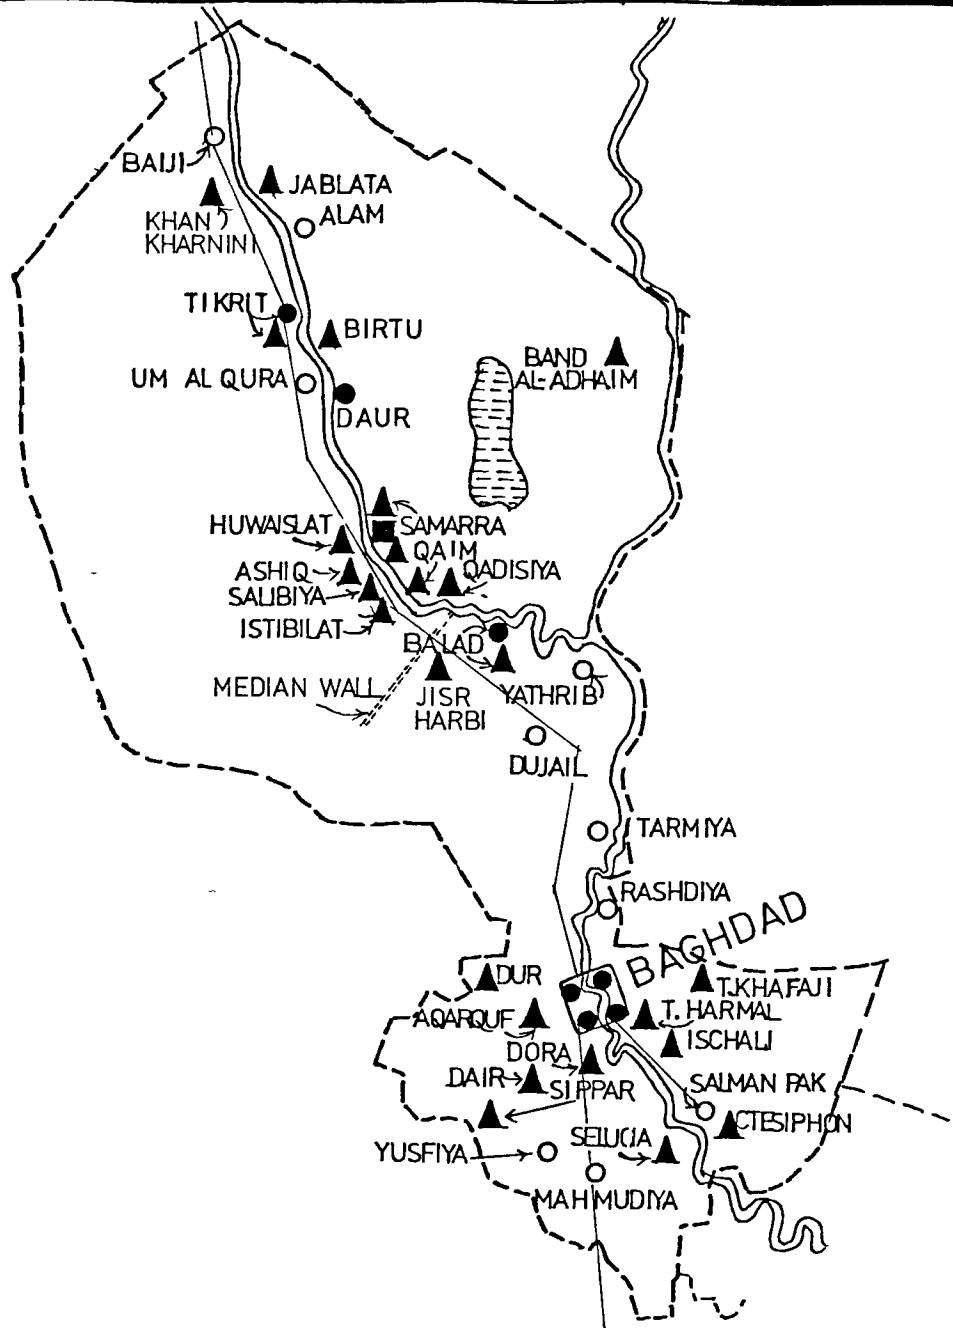 BAIJI
JABLATA
KHAN
KHARNINI
ALAM
TIKRIT
BIRTU
BAND
AL-ADHAIM
UM AL QURA
DAUR
HUWAISLAT
SAMARRA
QAIM
ASHIQ
QADISIYA
SALIBIYA
ISTIBILAT
BALAD
MEDIAN WALL
JISR
HARBI
YATHRIB
DUJAIL
TARMIYA
RASHDIYA
BAGHDAD
DUR
T.KHAFAJI
AQARQUF
T. HARMAL
ISCHALI
DORA
DAIR
SIPPAR
SALMAN PAK
CTESIPHON
SELUCIA
YUSFIYA
MAHMUDIYA